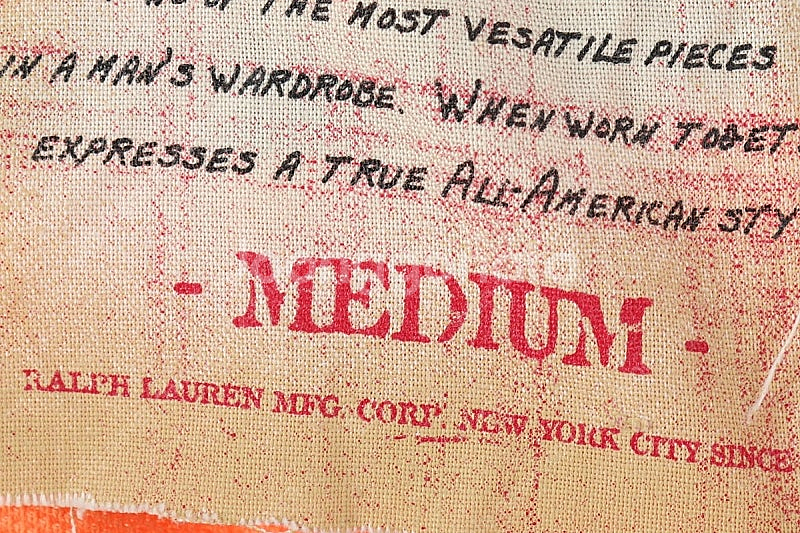 OF THE MOST VESATILE PIECES
IN A MAN'S WARDROBE. WHEN WORN TOGET
EXPRESSES A TRUE ALL-AMERICAN STY
- MEDIUM -
RALPH LAUREN MFG. CORP. NEW YORK CITY SINCE